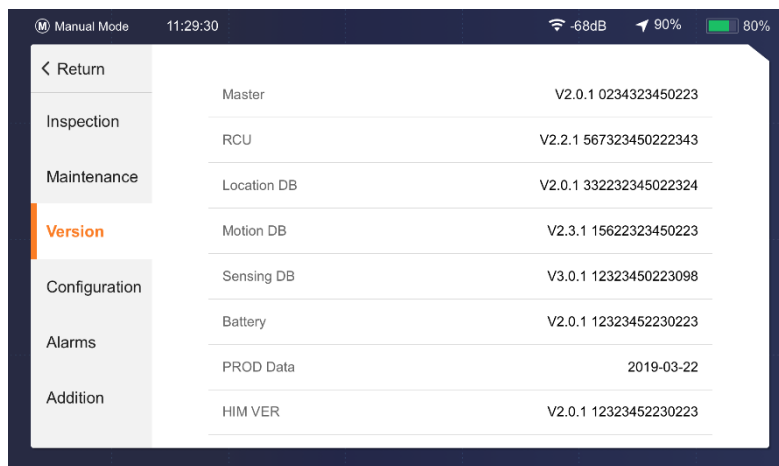 M Manual Mode 11:29:30 -68dB 90% 80%
Return
Inspection
Maintenance
Version
Configuration
Alarms
Addition
Master V2.0.1 0234323450223
RCU V2.2.1 567323450222343
Location DB V2.0.1 332232345022324
Motion DB V2.3.1 15622323450223
Sensing DB V3.0.1 12323450223098
Battery V2.0.1 12323452230223
PROD Data 2019-03-22
HIM VER V2.0.1 12323452230223